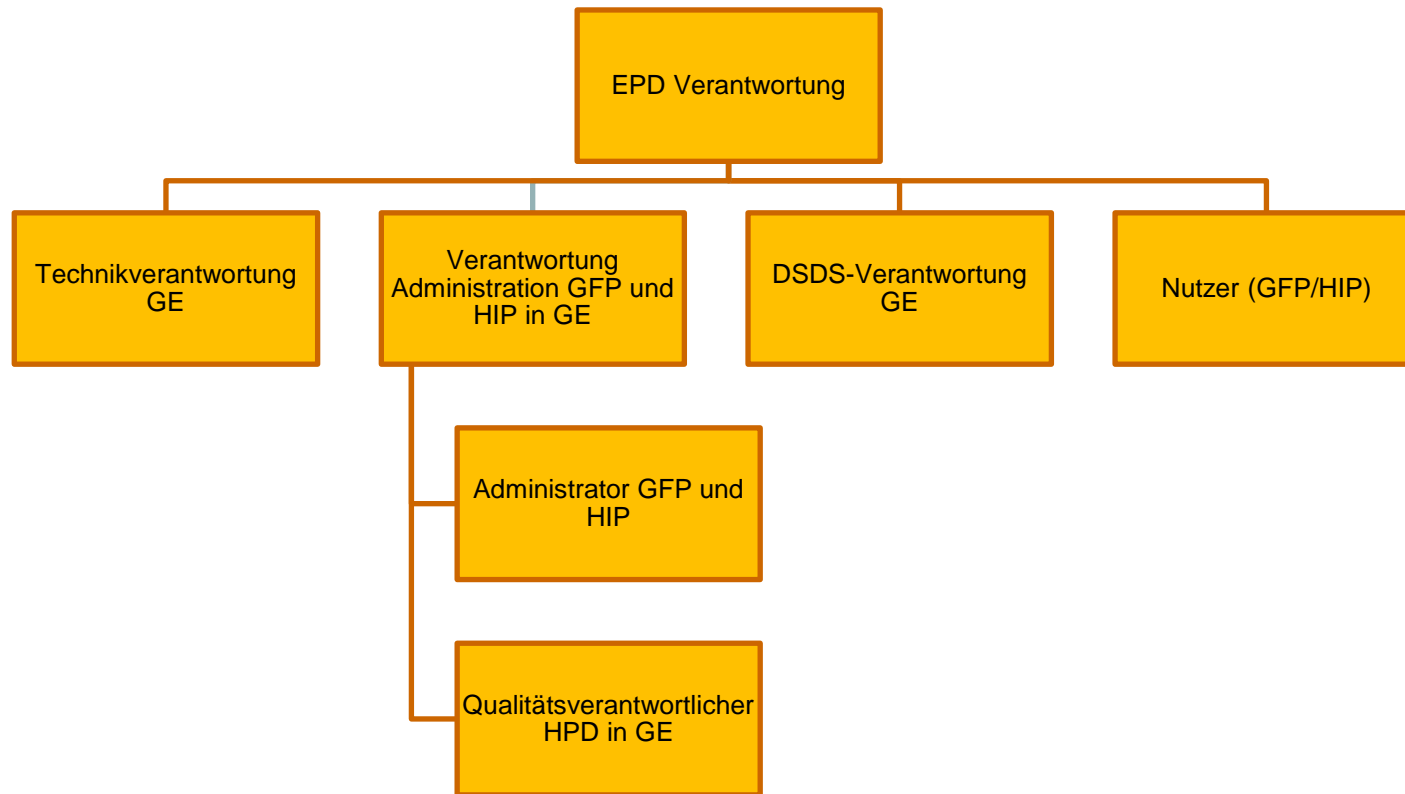 EPD Verantwortung
Technikverantwortung
GE
Verantwortung
Administration GFP und
HIP in GE
DSDS-Verantwortung
GE
Nutzer (GFP/HIP)
Administrator GFP und
HIP
Qualitätsverantwortlicher
HPD in GE